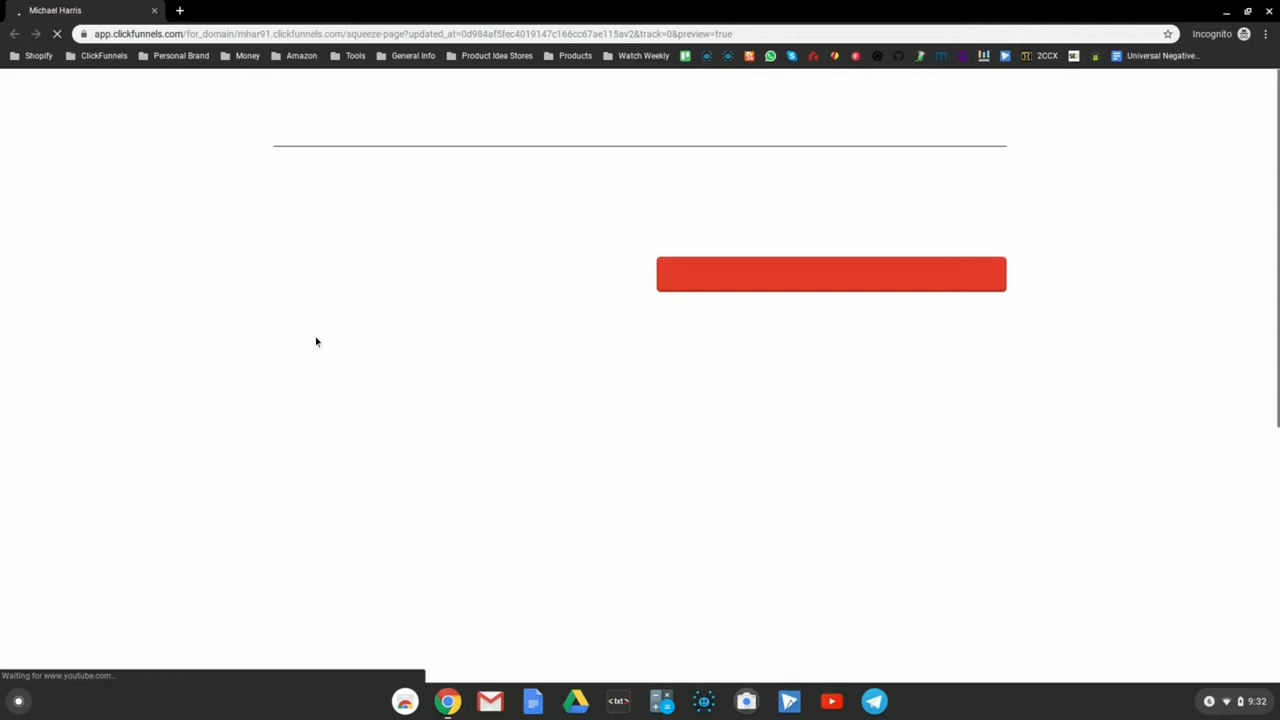 Michael Harris
app.clickfunnels.com/for_domain/mhar91.clickfunnels.com/squeeze-page?updated_at=0d984af5fec4019147c166cc67ae115av2&track=0&preview=true
Incognito
Shopify ClickFunnels Personal Brand Money Amazon Tools General Info Product Idea Stores Products Watch Weekly 2CCX Universal Negative...
Waiting for www.youtube.com...
<txt>
9:32